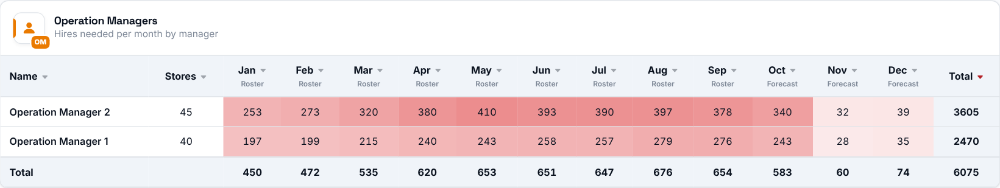 Operation Managers
Hires needed per month by manager
OM
Name Stores Jan Feb Mar Apr May Jun Jul Aug Sep Oct Nov Dec Total
Roster Roster Roster Roster Roster Roster Roster Roster Roster Forecast Forecast Forecast
Operation Manager 2 45 253 273 320 380 410 393 390 397 378 340 32 39 3605
Operation Manager 1 40 197 199 215 240 243 258 257 279 276 243 28 35 2470
Total 450 472 535 620 653 651 647 676 654 583 60 74 6075